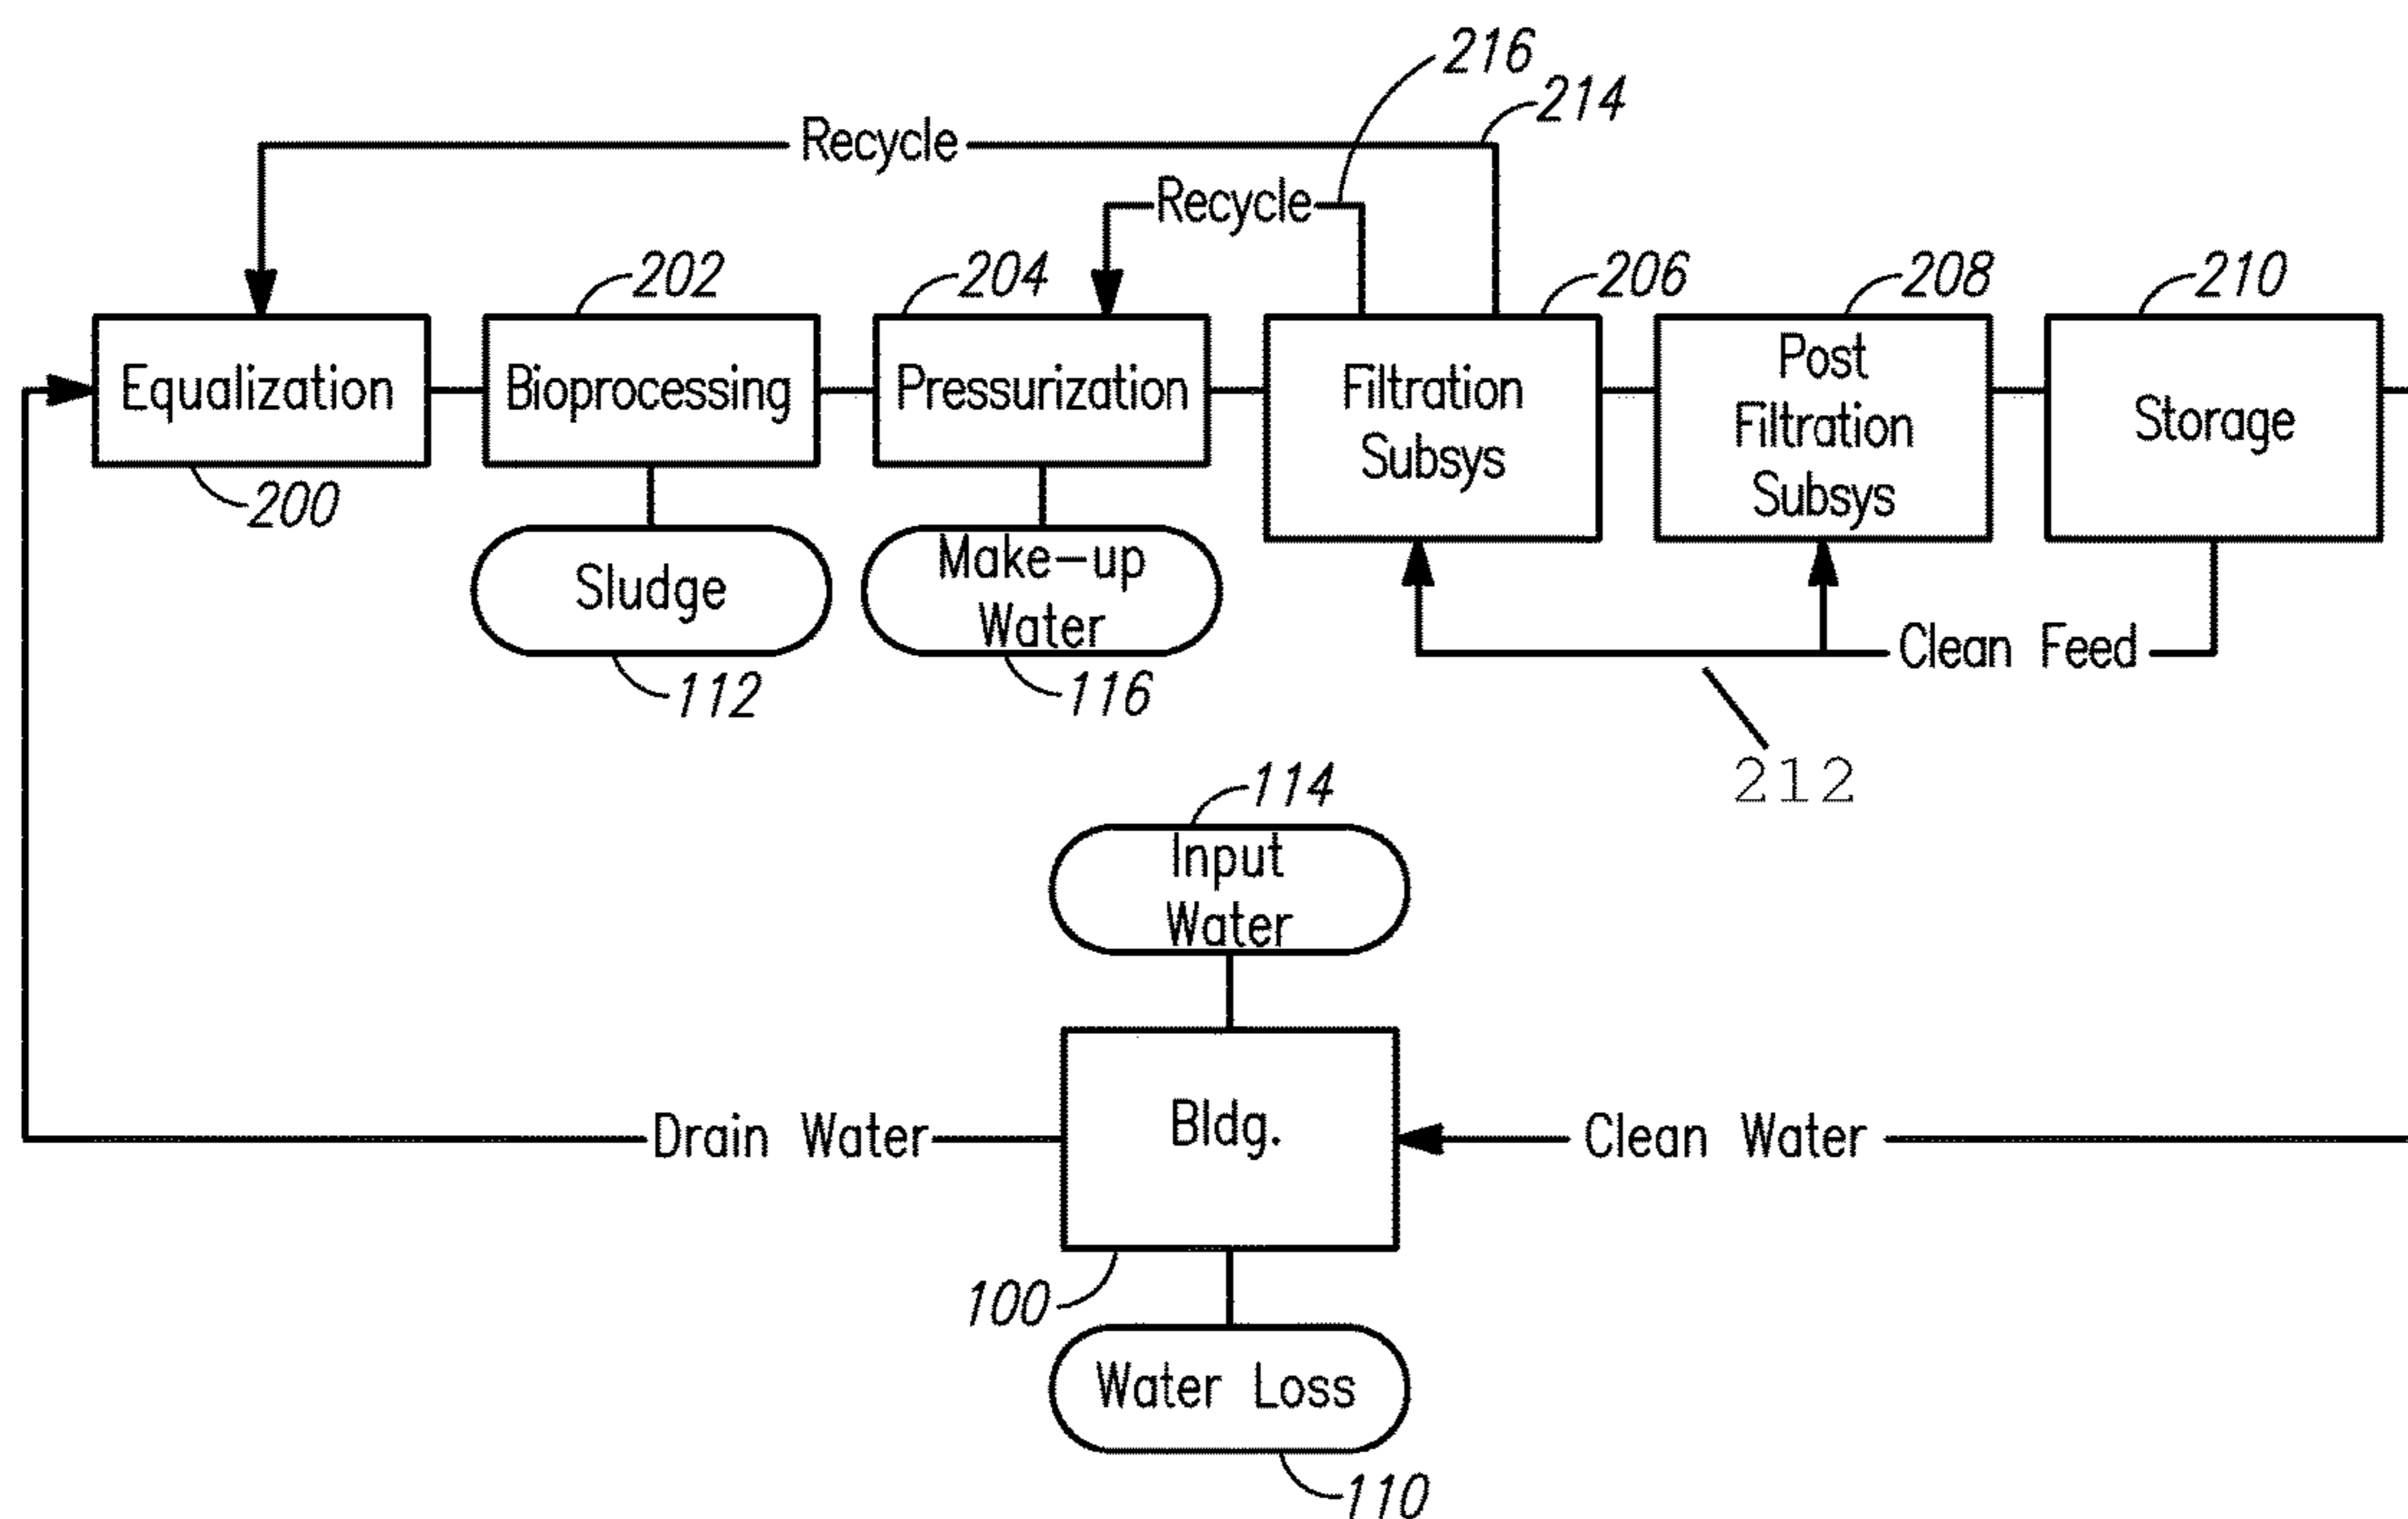 216
214
Recycle
Recycle
202
204
206
208
210
Equalization
Bioprocessing
Pressurization
Filtration
Subsys
Post
Filtration
Subsys
Storage
200
Sludge
Make-up
Water
Clean Feed
112
116
212
114
Input
Water
Drain Water
Bldg.
Clean Water
100
Water Loss
110